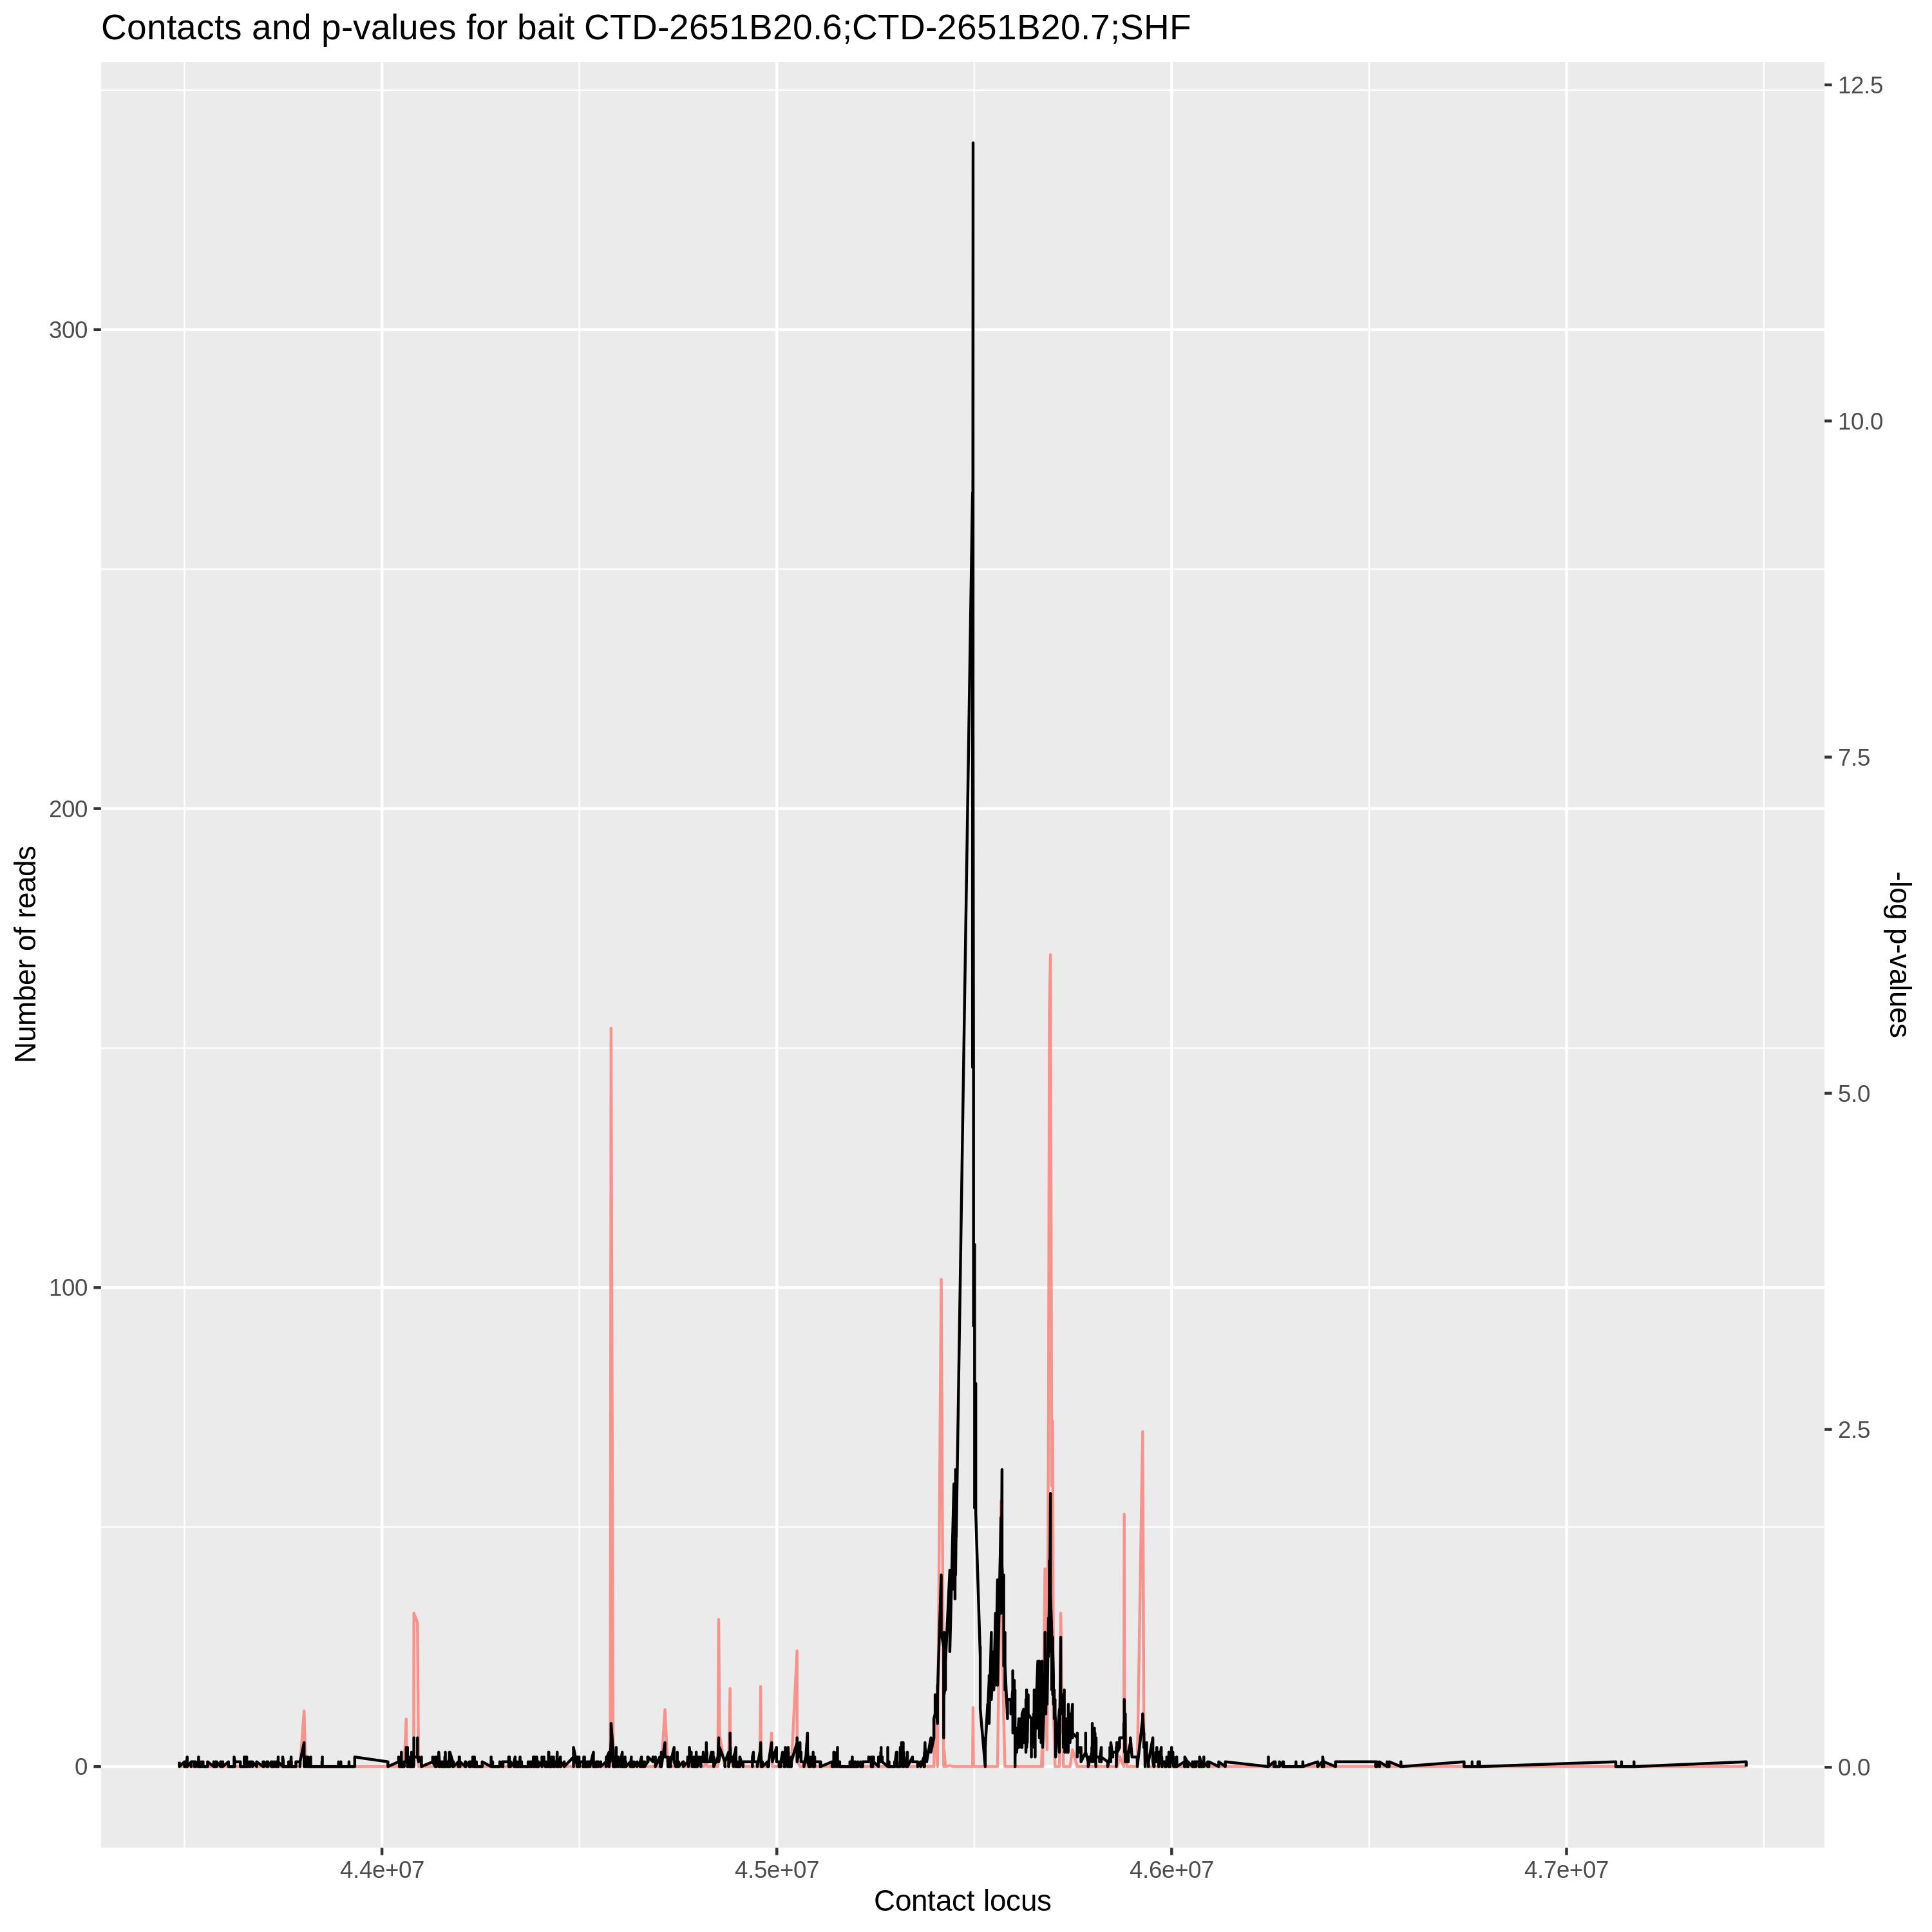 Contacts and p-values for bait CTD-2651B20.6;CTD-2651B20.7;SHF
Number of reads
300
200
100
0
12.5
10.0
7.5
5.0
2.5
0.0
-log p-values
4.4e+07
4.5e+07
4.6e+07
4.7e+07
Contact locus